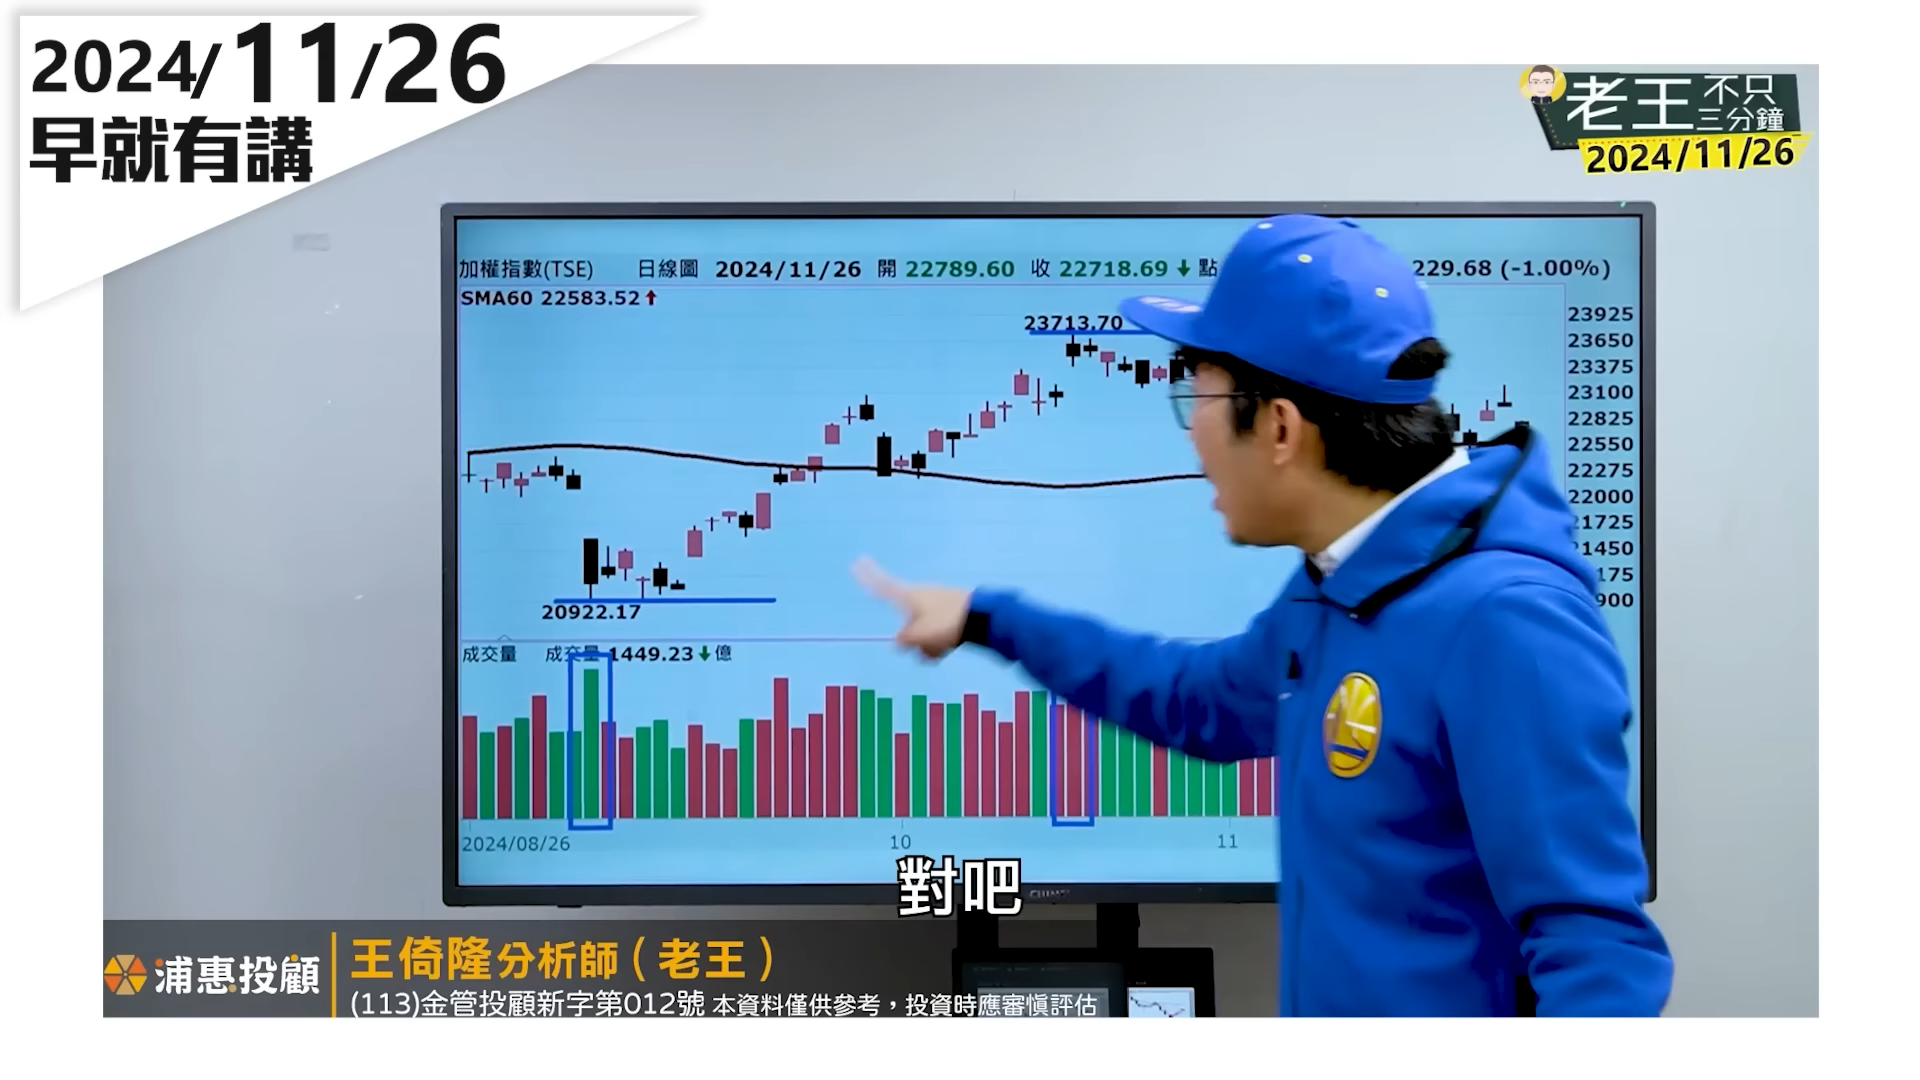 2024/11/26
早就有講
老王不只三分鐘
2024/11/26
加權指數(TSE) 日線圖 2024/11/26 開 22789.60 收 22718.69 ↓ 點 229.68 (-1.00%)
SMA60 22583.52 ↑
23713.70
23925
23650
23375
23100
22825
22550
22275
22000
21725
1450
175
900
20922.17
成交量 成交量 1449.23 ↓ 億
2024/08/26 10 11
對吧
浦惠投顧
王倚隆分析師(老王)
(113)金管投顧新字第012號 本資料僅供參考，投資時應審慎評估